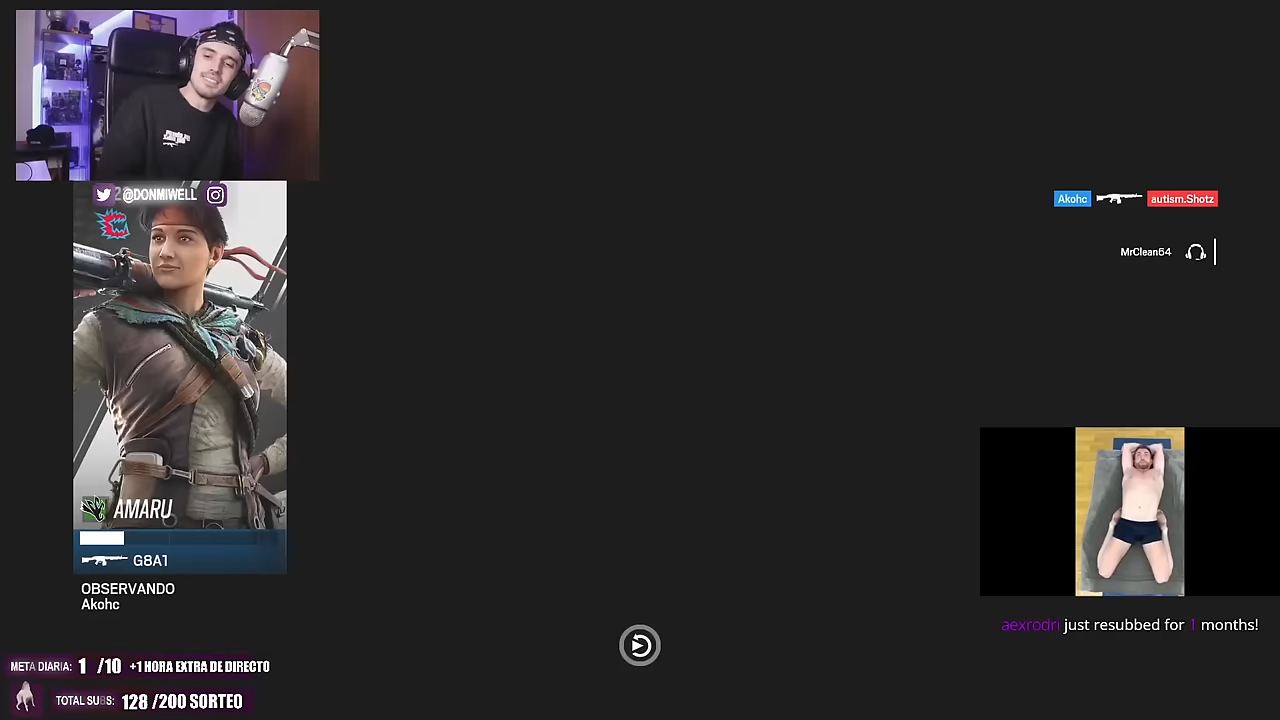 @DONMIWELL
Akohc autism.Shotz
MrClean64
AMARU
G8A1
OBSERVANDO
Akohc
aexrodri just resubbed for 1 months!
META DIARIA: 1 /10 +1 HORA EXTRA DE DIRECTO
TOTAL SUBS: 128 /200 SORTEO